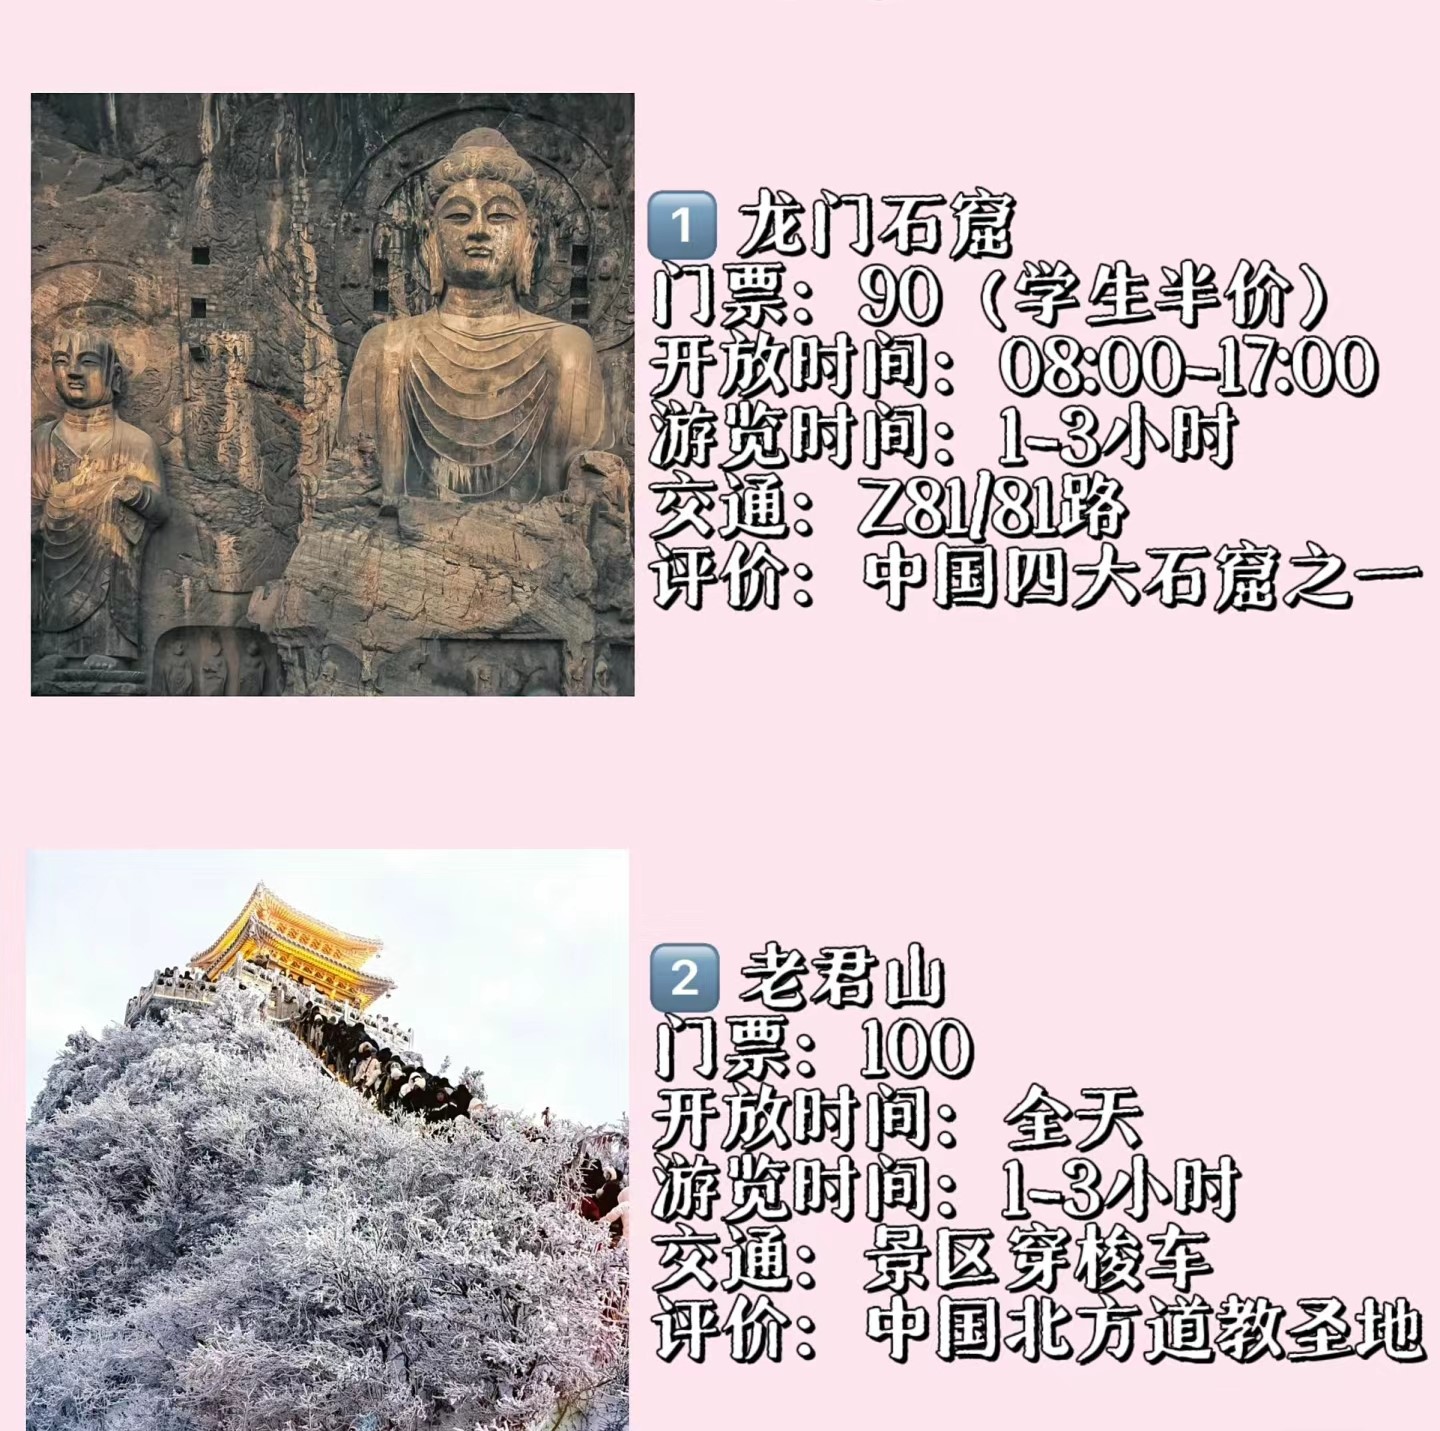 1 龙门石窟
门票：90（学生半价）
开放时间：08:00-17:00
游览时间：1-3小时
交通：Z81/81路
评价：中国四大石窟之一
2 老君山
门票：100
开放时间：全天
游览时间：1-3小时
交通：景区穿梭车
评价：中国北方道教圣地